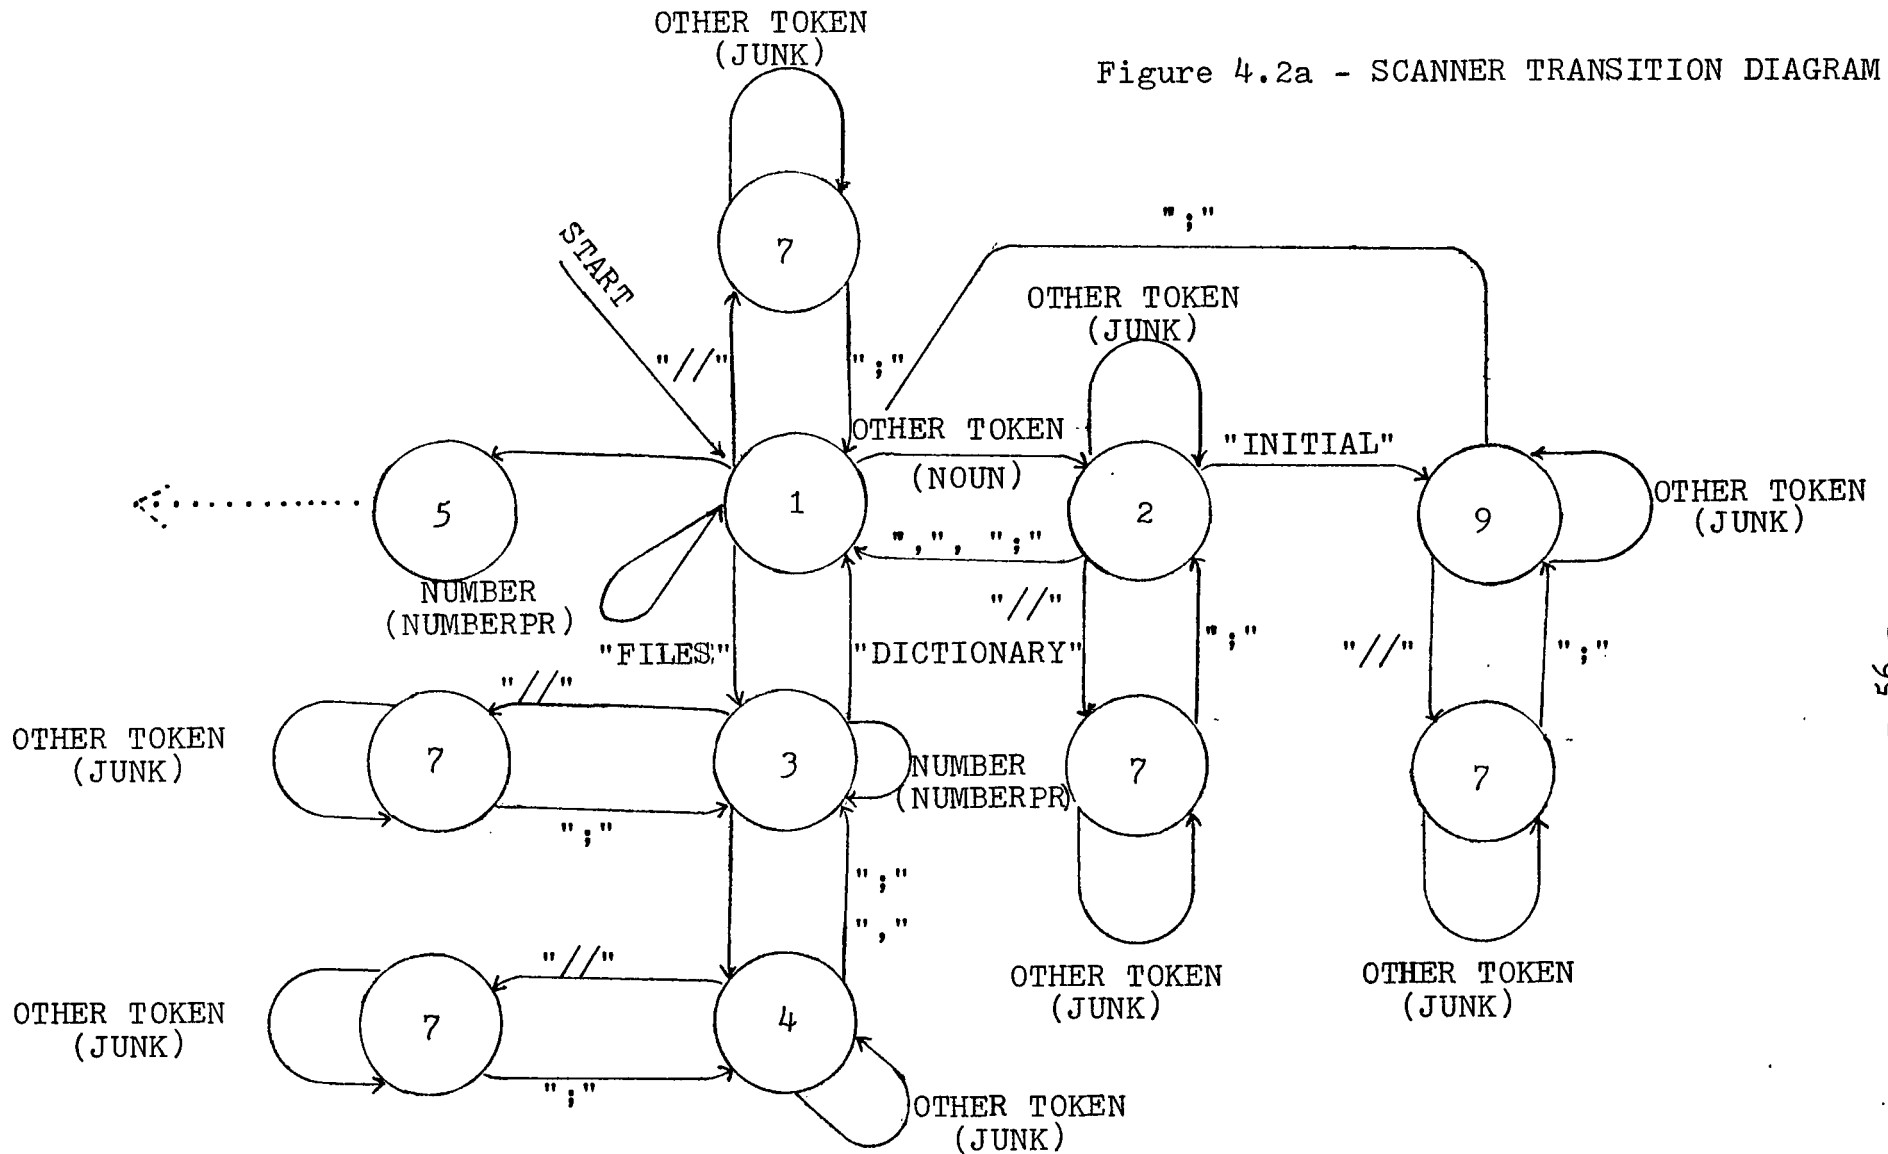 OTHER TOKEN
(JUNK)
Figure 4.2a - SCANNER TRANSITION DIAGRAM
7
START
";"
OTHER TOKEN
(JUNK)
"//"
";"
OTHER TOKEN
(NOUN)
"INITIAL"
5
1
2
9
OTHER TOKEN
(JUNK)
",", ";"
NUMBER
(NUMBERPR)
"//"
"FILES"
"DICTIONARY"
";"
"//"
";"
56
"//"
OTHER TOKEN
(JUNK)
7
3
NUMBER
(NUMBERPR)
7
7
";"
";"
","
"//"
OTHER TOKEN
(JUNK)
7
4
OTHER TOKEN
(JUNK)
OTHER TOKEN
(JUNK)
";"
OTHER TOKEN
(JUNK)